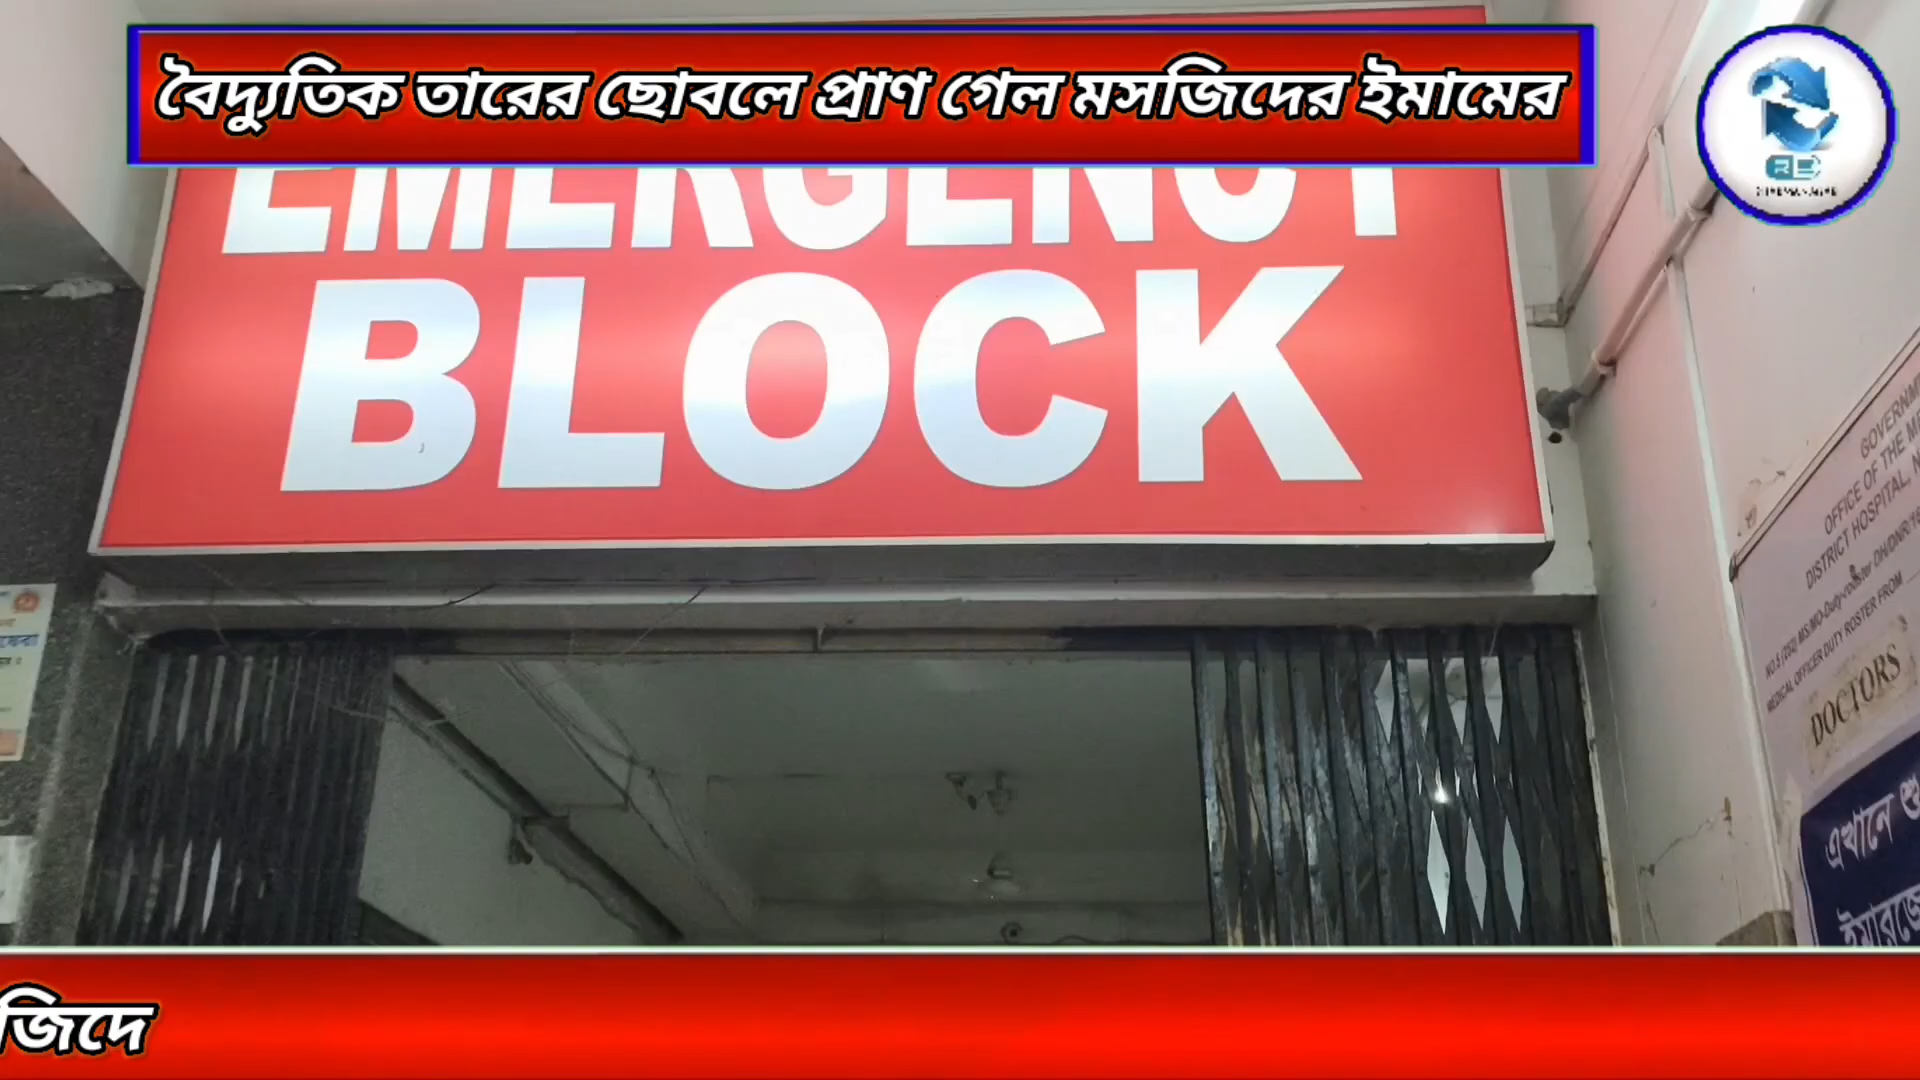 বৈদ্যুতিক তারের ছোবলে প্রাণ গেল মসজিদের ইমামের
EMERGENCY
BLOCK
GOVERNM
OFFICE OF THE M
DISTRICT HOSPITAL, N
MEDICAL OFFICER DUTY ROSTER FROM
DOCTORS
এখানে
জিদে